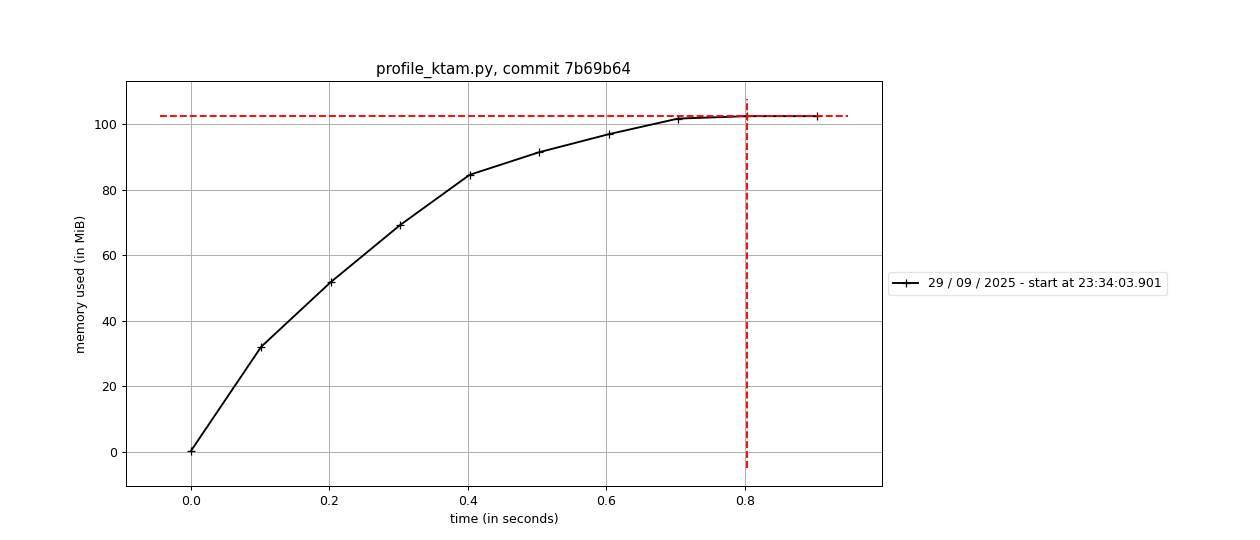 profile_ktam.py, commit 7b69b64
100
80
60
40
20
0
memory used (in MiB)
0.0 0.2 0.4 0.6 0.8
time (in seconds)
29 / 09 / 2025 - start at 23:34:03.901